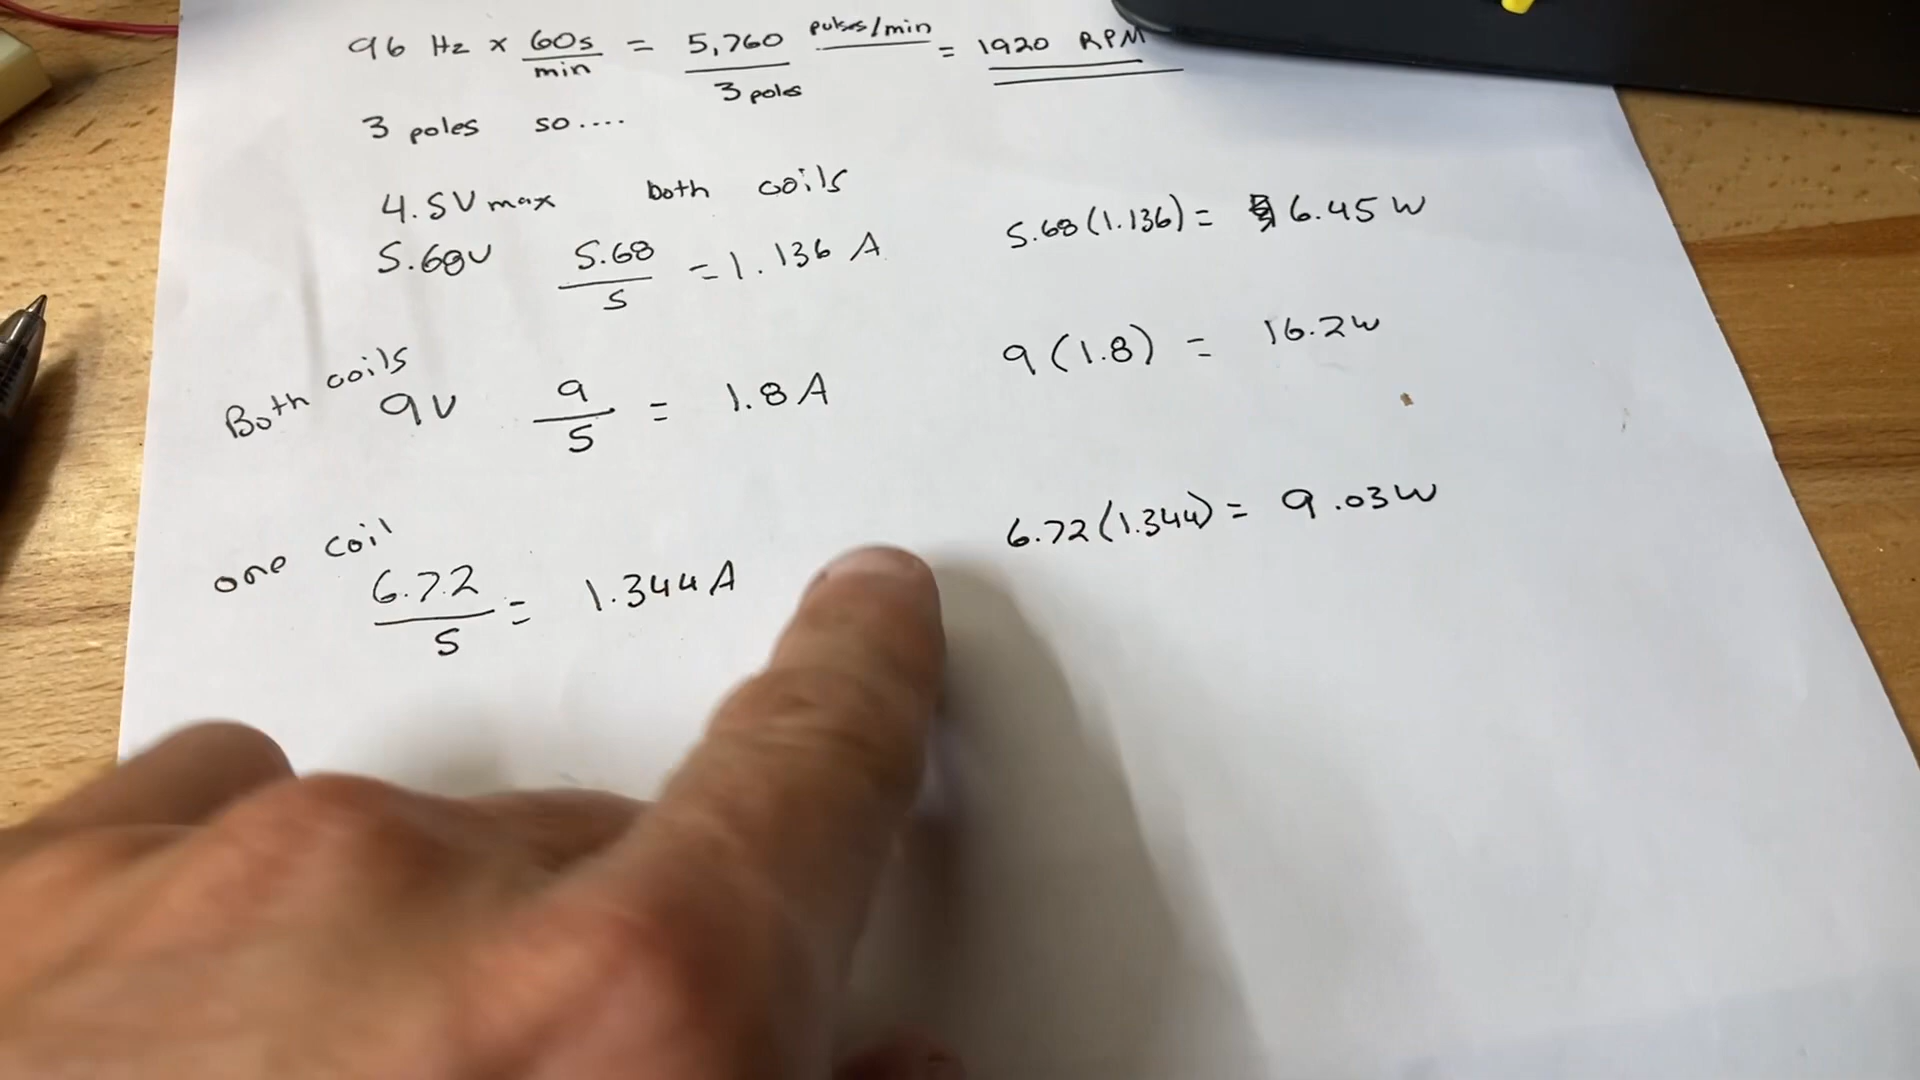 96 Hz x 60s/min = 5,760 pulses/min / 3 poles = 1920 RPM
3 poles so....
4.5V max both coils
5.68V 5.68/5 = 1.136 A 5.68(1.136) = 6.45 W
Both coils
9V 9/5 = 1.8 A 9(1.8) = 16.2W
one coil
6.72/5 = 1.344 A 6.72(1.344) = 9.03W